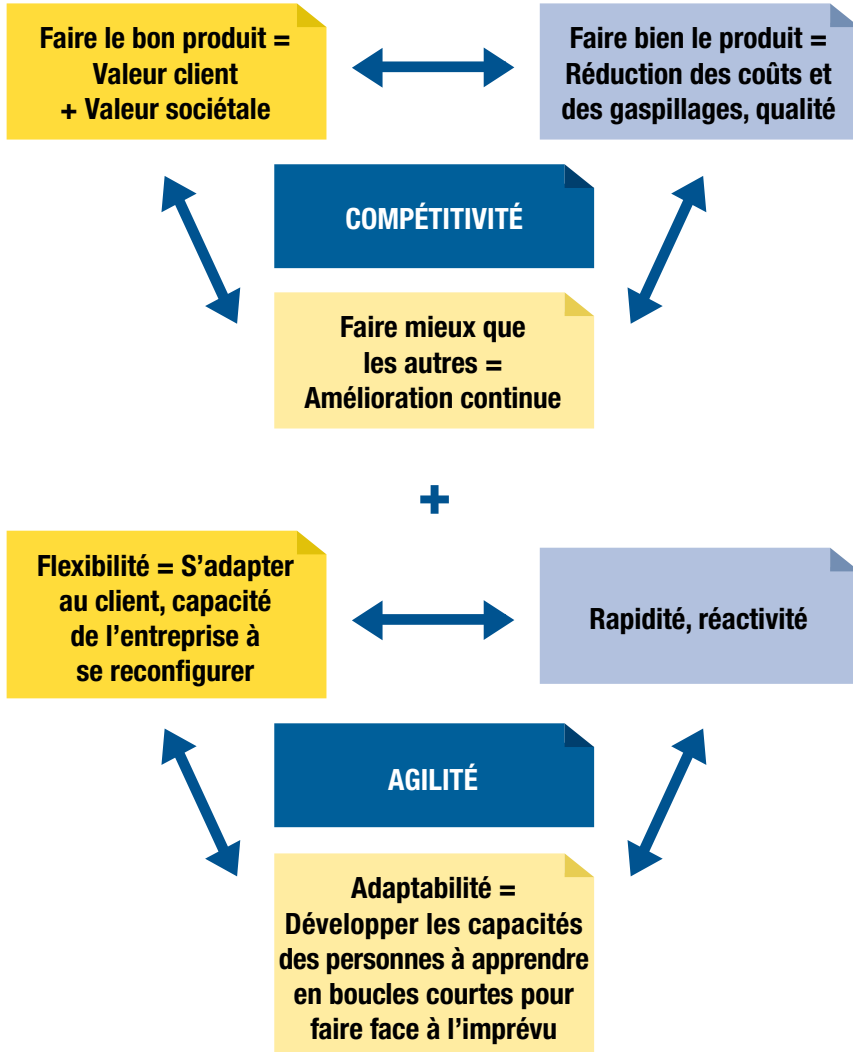 Faire le bon produit =
Valeur client
+ Valeur sociétale
Faire bien le produit =
Réduction des coûts et
des gaspillages, qualité
COMPÉTITIVITÉ
Faire mieux que
les autres =
Amélioration continue
+
Flexibilité = S’adapter
au client, capacité
de l’entreprise à
se reconfigurer
Rapidité, réactivité
AGILITÉ
Adaptabilité =
Développer les capacités
des personnes à apprendre
en boucles courtes pour
faire face à l’imprévu